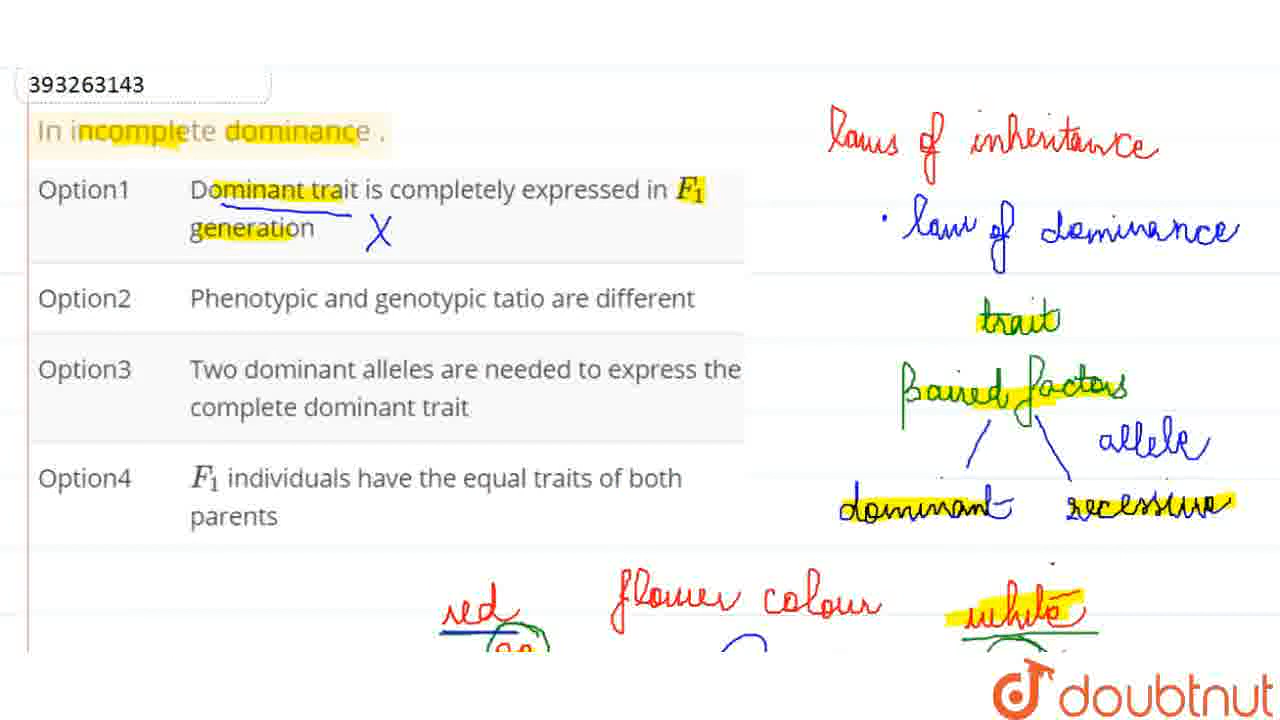 393263143
In incomplete dominance .
Option1 Dominant trait is completely expressed in F1
generation X
Option2 Phenotypic and genotypic tatio are different
Option3 Two dominant alleles are needed to express the
complete dominant trait
Option4 F1 individuals have the equal traits of both
parents
laws of inheritance
law of dominance
trait
Paired factors
allele
dominant recessive
red flower colour white
doubtnut